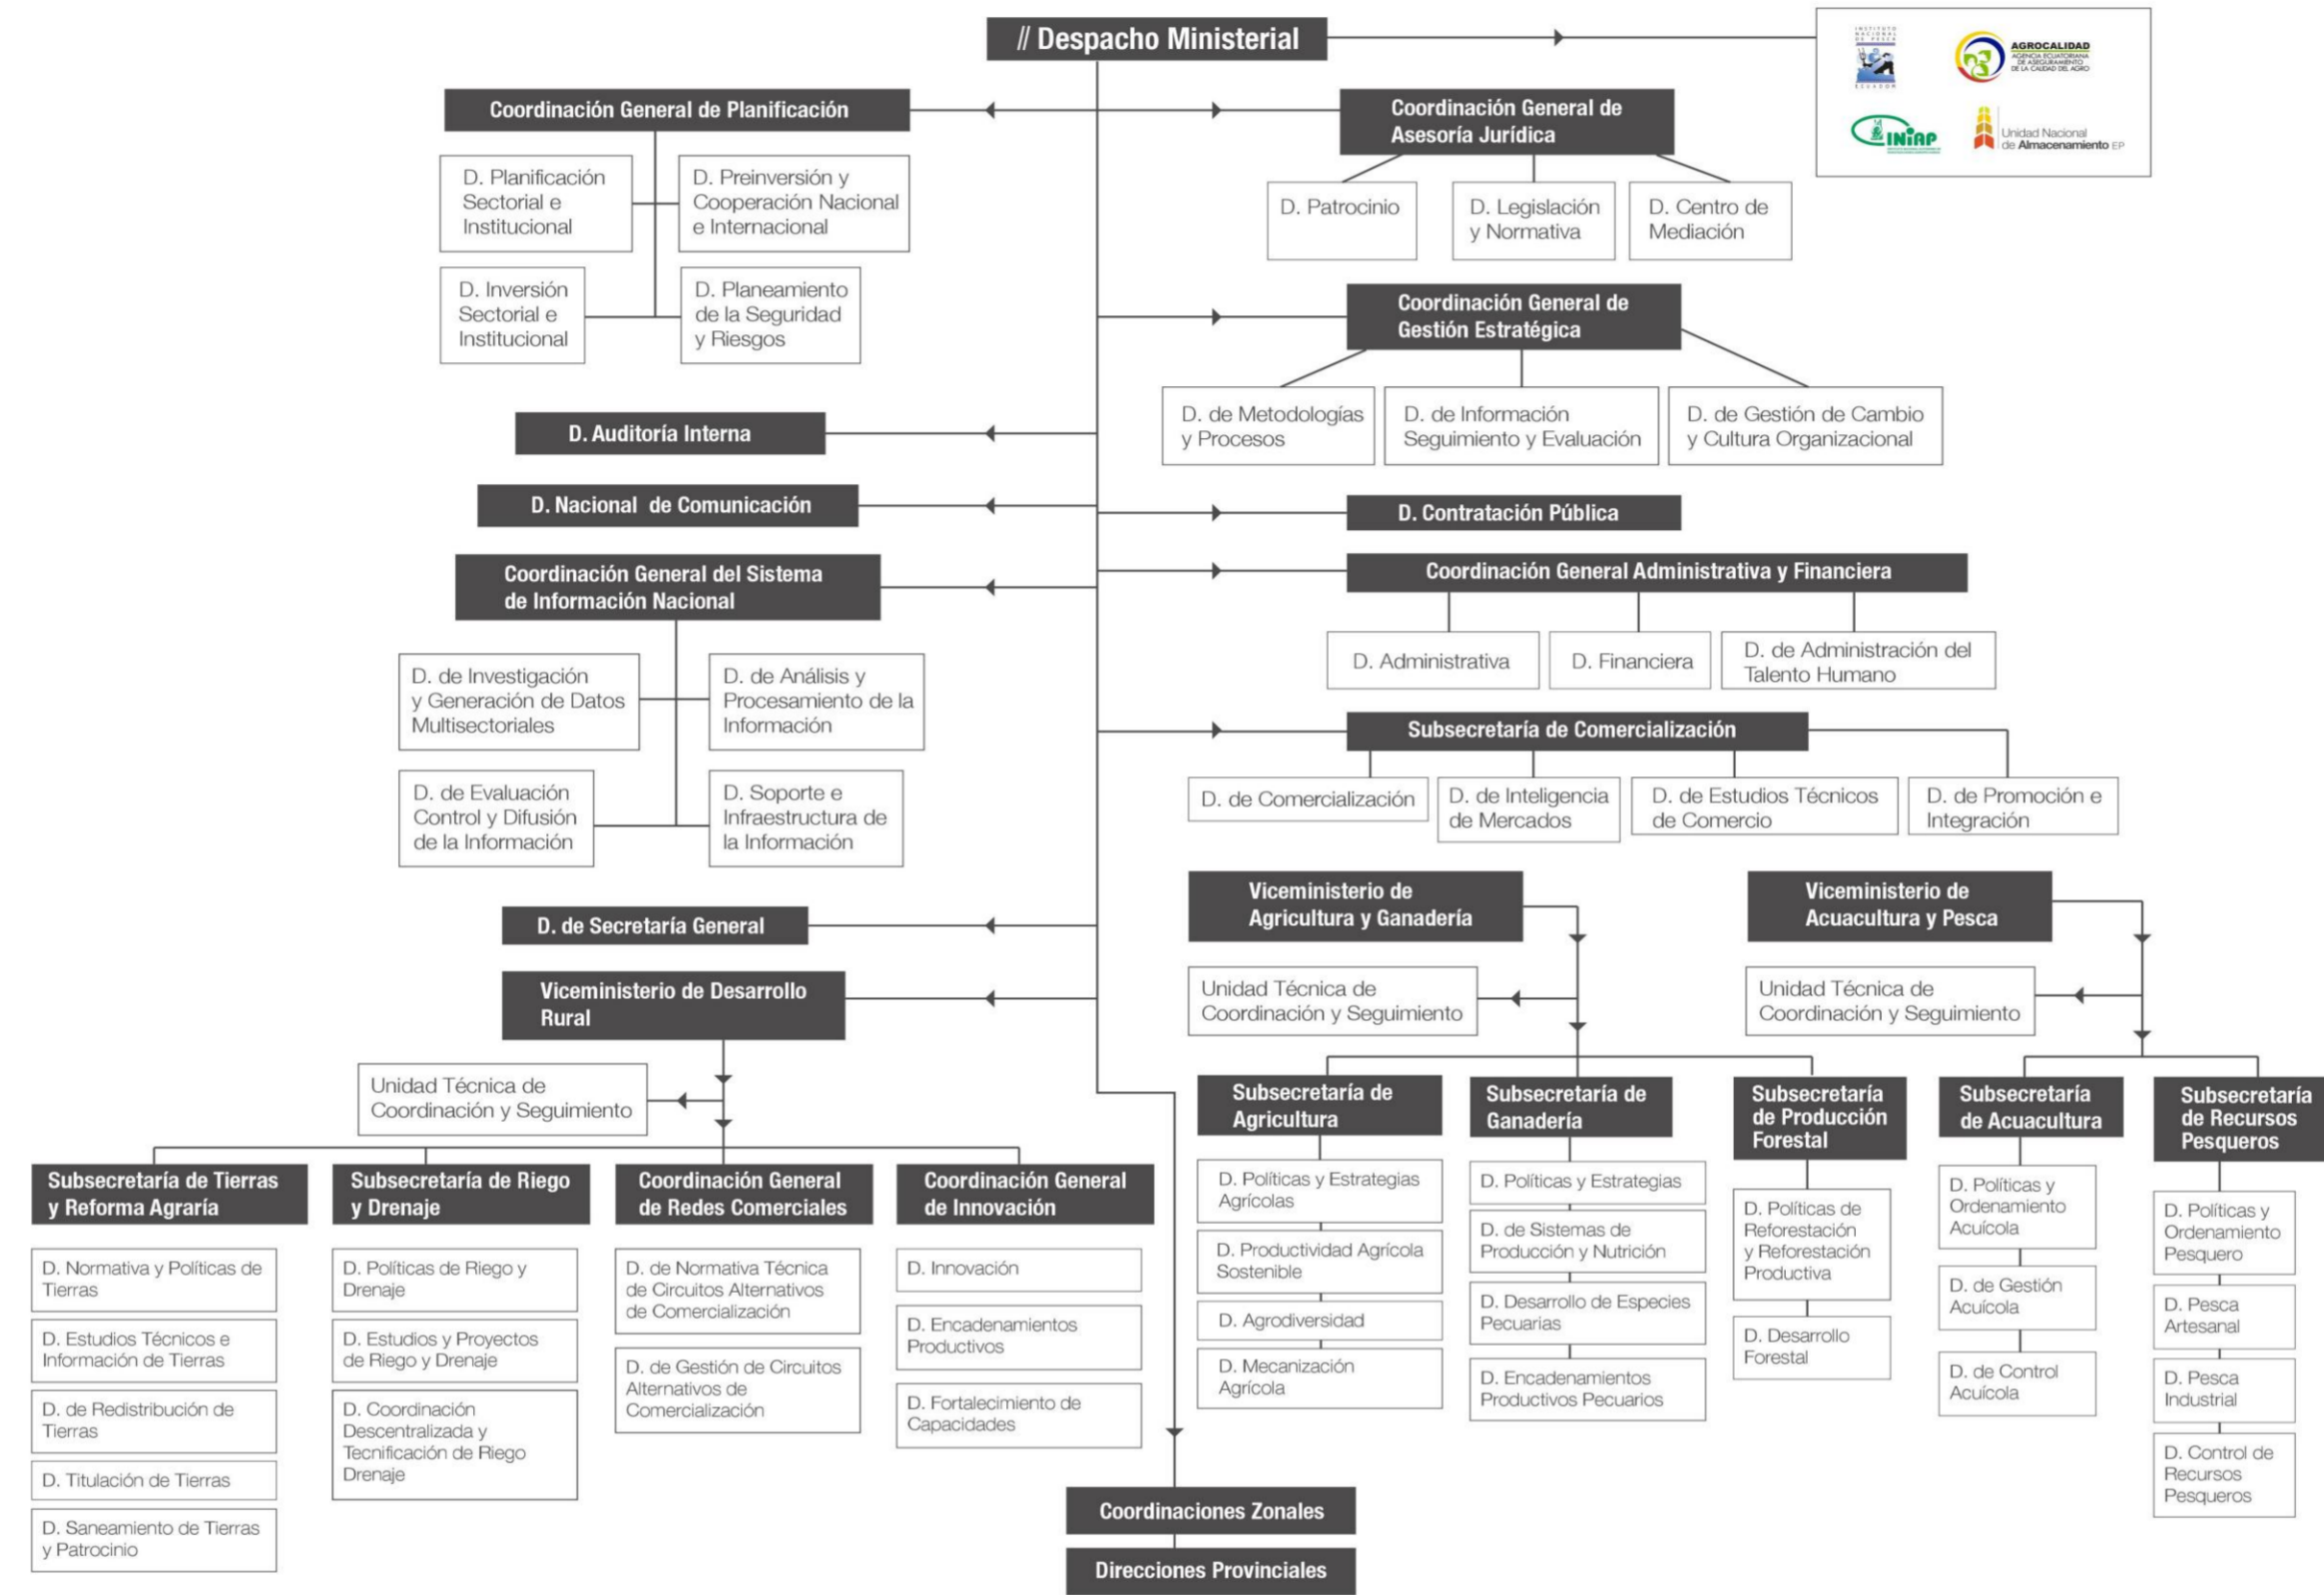 // Despacho Ministerial
INSTITUTO
NACIONAL
DE PESCA
ECUADOR
AGROCALIDAD
AGENCIA ECUATORIANA
DE ASEGURAMIENTO
DE LA CALIDAD DEL AGRO
INIAP
Unidad Nacional
de Almacenamiento EP
Coordinación General de Planificación
D. Planificación
Sectorial e
Institucional
D. Preinversión y
Cooperación Nacional
e Internacional
D. Inversión
Sectorial e
Institucional
D. Planeamiento
de la Seguridad
y Riesgos
Coordinación General de
Asesoría Jurídica
D. Patrocinio
D. Legislación
y Normativa
D. Centro de
Mediación
Coordinación General de
Gestión Estratégica
D. de Metodologías
y Procesos
D. de Información
Seguimiento y Evaluación
D. de Gestión de Cambio
y Cultura Organizacional
D. Auditoría Interna
D. Nacional de Comunicación
D. Contratación Pública
Coordinación General del Sistema
de Información Nacional
D. de Investigación
y Generación de Datos
Multisectoriales
D. de Análisis y
Procesamiento de la
Información
D. de Evaluación
Control y Difusión
de la Información
D. Soporte e
Infraestructura de
la Información
Coordinación General Administrativa y Financiera
D. Administrativa
D. Financiera
D. de Administración del
Talento Humano
Subsecretaría de Comercialización
D. de Comercialización
D. de Inteligencia
de Mercados
D. de Estudios Técnicos
de Comercio
D. de Promoción e
Integración
D. de Secretaría General
Viceministerio de Desarrollo
Rural
Unidad Técnica de
Coordinación y Seguimiento
Subsecretaría de Tierras
y Reforma Agraría
D. Normativa y Políticas de
Tierras
D. Estudios Técnicos e
Información de Tierras
D. de Redistribución de
Tierras
D. Titulación de Tierras
D. Saneamiento de Tierras
y Patrocinio
Subsecretaría de Riego
y Drenaje
D. Políticas de Riego y
Drenaje
D. Estudios y Proyectos
de Riego y Drenaje
D. Coordinación
Descentralizada y
Tecnificación de Riego
Drenaje
Coordinación General
de Redes Comerciales
D. de Normativa Técnica
de Circuitos Alternativos
de Comercialización
D. de Gestión de Circuitos
Alternativos de
Comercialización
Coordinación General
de Innovación
D. Innovación
D. Encadenamientos
Productivos
D. Fortalecimiento de
Capacidades
Viceministerio de
Agricultura y Ganadería
Unidad Técnica de
Coordinación y Seguimiento
Subsecretaría de
Agricultura
D. Políticas y Estrategias
Agrícolas
D. Productividad Agrícola
Sostenible
D. Agrodiversidad
D. Mecanización
Agrícola
Subsecretaría de
Ganadería
D. Políticas y Estrategias
D. de Sistemas de
Producción y Nutrición
D. Desarrollo de Especies
Pecuarias
D. Encadenamientos
Productivos Pecuarios
Subsecretaría
de Producción
Forestal
D. Políticas de
Reforestación
y Reforestación
Productiva
D. Desarrollo
Forestal
Viceministerio de
Acuacultura y Pesca
Unidad Técnica de
Coordinación y Seguimiento
Subsecretaría
de Acuacultura
D. Políticas y
Ordenamiento
Acuícola
D. de Gestión
Acuícola
D. de Control
Acuícola
Subsecretaría
de Recursos
Pesqueros
D. Políticas y
Ordenamiento
Pesquero
D. Pesca
Artesanal
D. Pesca
Industrial
D. Control de
Recursos
Pesqueros
Coordinaciones Zonales
Direcciones Provinciales